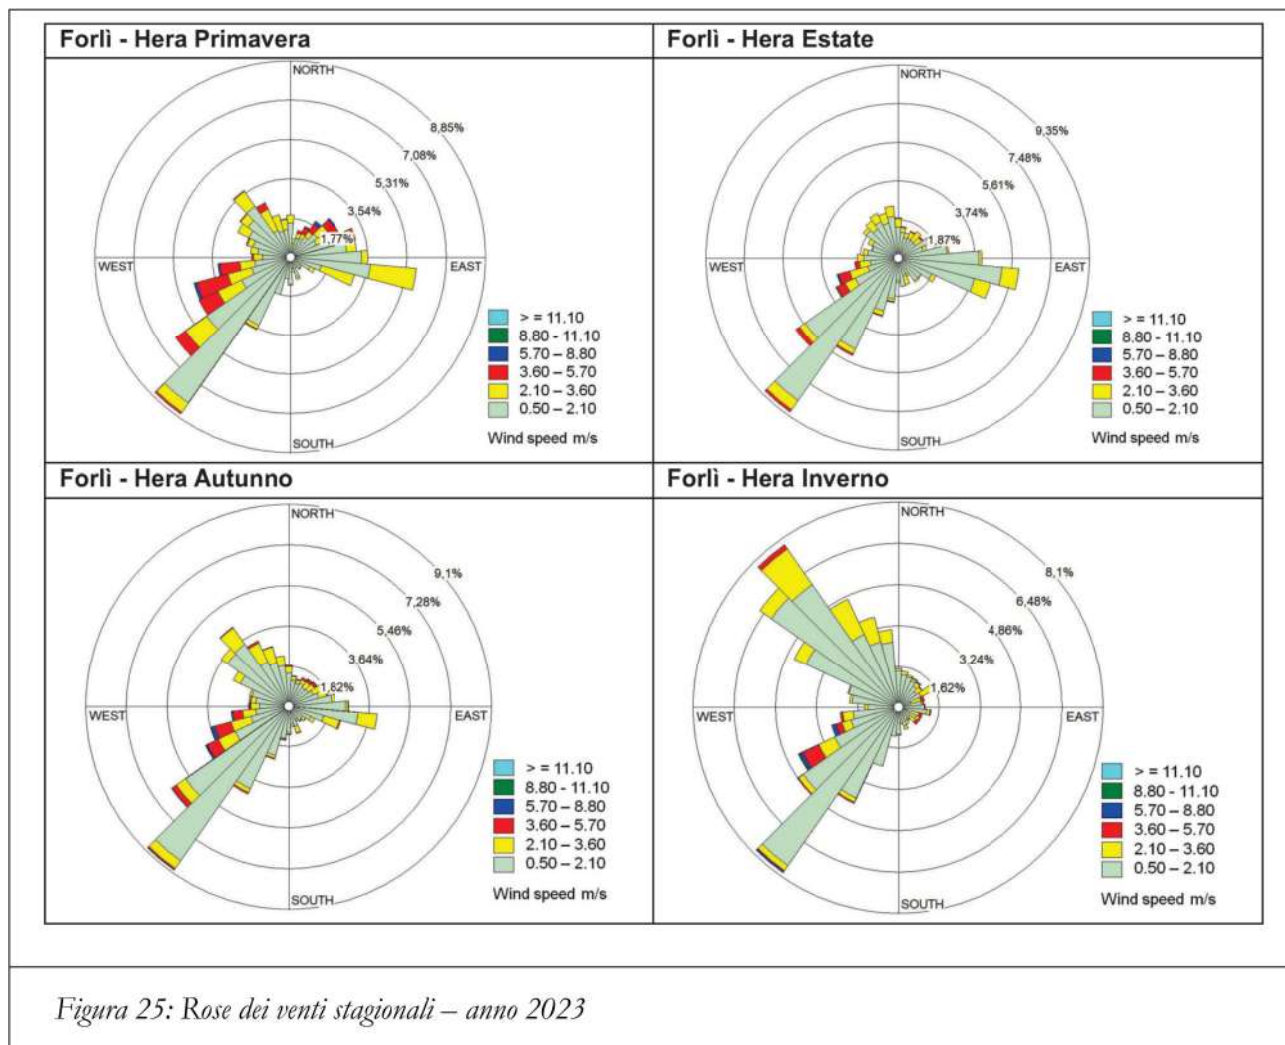 Forlì - Hera Primavera
NORTH
8,85%
7,08%
5,31%
3,54%
1,77%
WEST
EAST
SOUTH
> = 11.10
8.80 - 11.10
5.70 – 8.80
3.60 – 5.70
2.10 – 3.60
0.50 – 2.10
Wind speed m/s
Forlì - Hera Estate
NORTH
9,35%
7,48%
5,61%
3,74%
1,87%
WEST
EAST
SOUTH
> = 11.10
8.80 - 11.10
5.70 – 8.80
3.60 – 5.70
2.10 – 3.60
0.50 – 2.10
Wind speed m/s
Forlì - Hera Autunno
NORTH
9,1%
7,28%
5,46%
3,64%
1,82%
WEST
EAST
SOUTH
> = 11.10
8.80 - 11.10
5.70 – 8.80
3.60 – 5.70
2.10 – 3.60
0.50 – 2.10
Wind speed m/s
Forlì - Hera Inverno
NORTH
8,1%
6,48%
4,86%
3,24%
1,62%
WEST
EAST
SOUTH
> = 11.10
8.80 - 11.10
5.70 – 8.80
3.60 – 5.70
2.10 – 3.60
0.50 – 2.10
Wind speed m/s
Figura 25: Rose dei venti stagionali – anno 2023